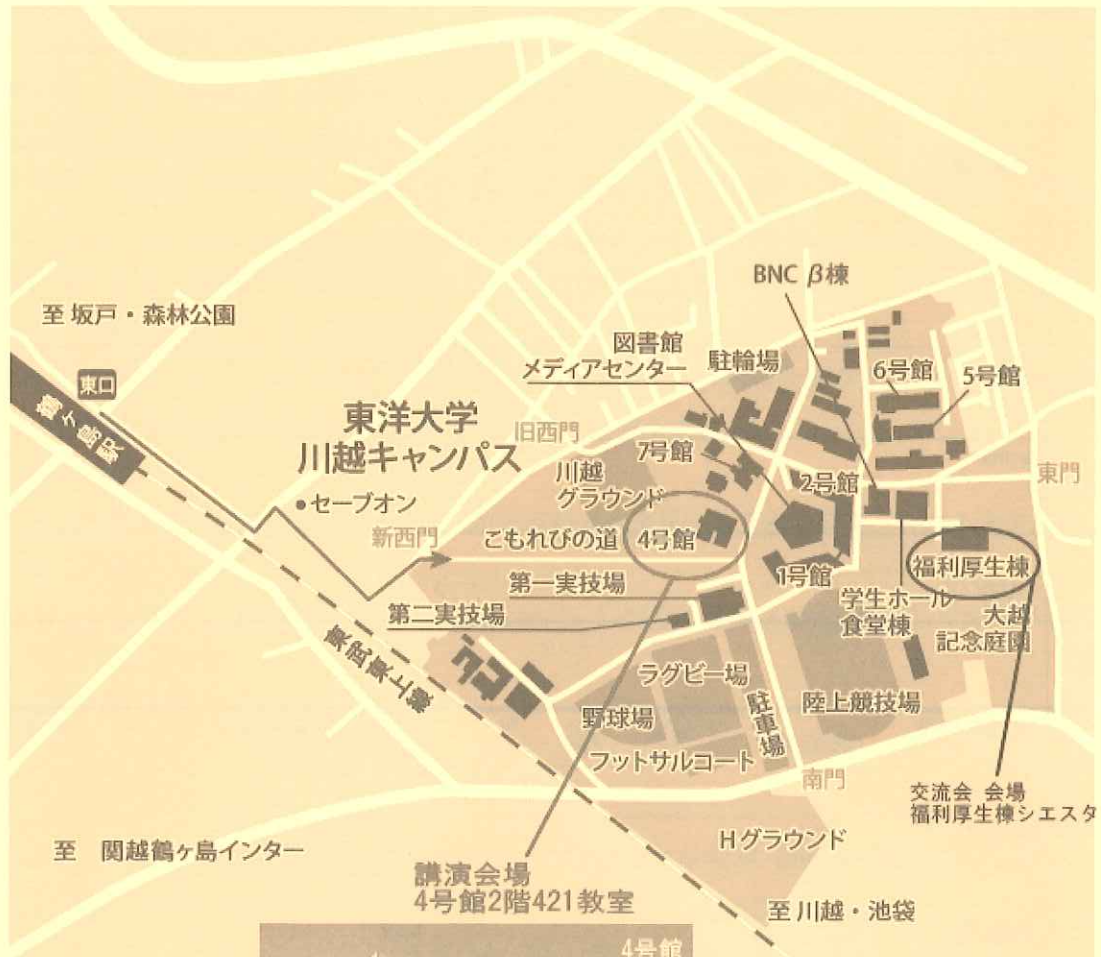 BNC β棟
至 坂戸・森林公園
図書館
メディアセンター
駐輪場
6号館
5号館
東口
鶴ヶ島駅
東洋大学
川越キャンパス
旧西門
7号館
川越
グラウンド
2号館
東門
・セーブオン
新西門
こもれびの道
4号館
福利厚生棟
1号館
第一実技場
学生ホール
食堂棟
第二実技場
大越
記念庭園
東武東上線
ラグビー場
駐車場
陸上競技場
野球場
フットサルコート
南門
交流会 会場
福利厚生棟シエスタ
Hグラウンド
至 関越鶴ヶ島インター
講演会場
4号館2階421教室
至 川越・池袋
4号館